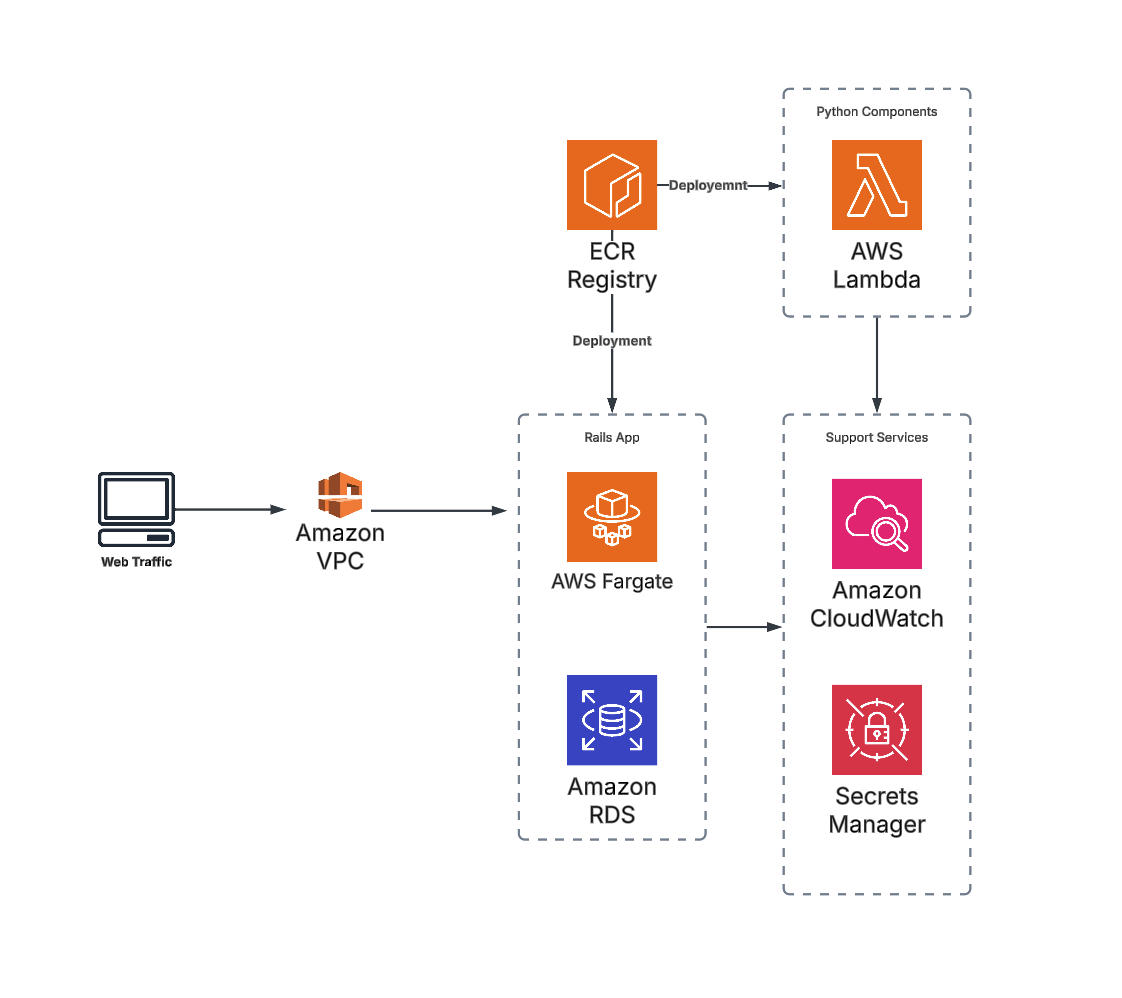 Python Components
Deployemnt
ECR
Registry
AWS
Lambda
Deployment
Rails App
Support Services
Web Traffic
Amazon
VPC
AWS Fargate
Amazon
CloudWatch
Amazon
RDS
Secrets
Manager